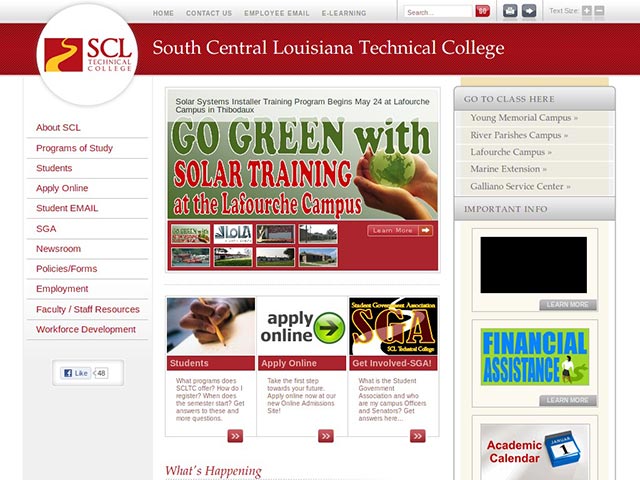 HOME
CONTACT US
EMPLOYEE EMAIL
E-LEARNING
Search...
GO
Text Size:
SCL
TECHNICAL
COLLEGE
South Central Louisiana Technical College
About SCL
Programs of Study
Students
Apply Online
Student EMAIL
SGA
Newsroom
Policies/Forms
Employment
Faculty / Staff Resources
Workforce Development
Like
48
Solar Systems Installer Training Program Begins May 24 at Lafourche
Campus in Thibodaux
GO GREEN with
SOLAR TRAINING
at the Lafourche Campus
LOLA
Learn More
apply
online
Student Government Association
SGA
SCL Technical College
Students
What programs does
SCLTC offer? How do I
register? When does
the semester start? Get
answers to these and
more questions.
Apply Online
Take the first step
towards your future.
Apply online now at our
new Online Admissions
Site!
Get Involved-SGA!
What is the Student
Government
Association and who
are my campus Officers
and Senators? Get
answers here...
What's Happening
GO TO CLASS HERE
Young Memorial Campus »
River Parishes Campus »
Lafourche Campus »
Marine Extension »
Galliano Service Center »
IMPORTANT INFO
LEARN MORE
FINANCIAL
ASSISTANCE
LEARN MORE
Academic
Calendar
JANUARY
1